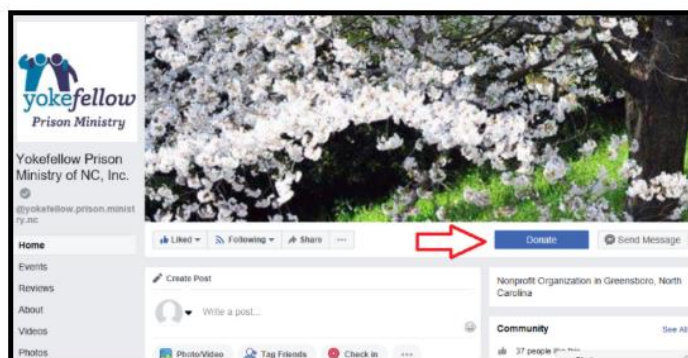 yokefellow
Prison Ministry
Yokefellow Prison
Ministry of NC, Inc.
@yokefellow.prison.minist
ry.nc
Home
Events
Reviews
About
Videos
Photos
Liked
Following
Share
Donate
Send Message
Create Post
Write a post...
Photo/Video
Tag Friends
Check in
Nonprofit Organization in Greensboro, North
Carolina
Community
See All
37 people like this